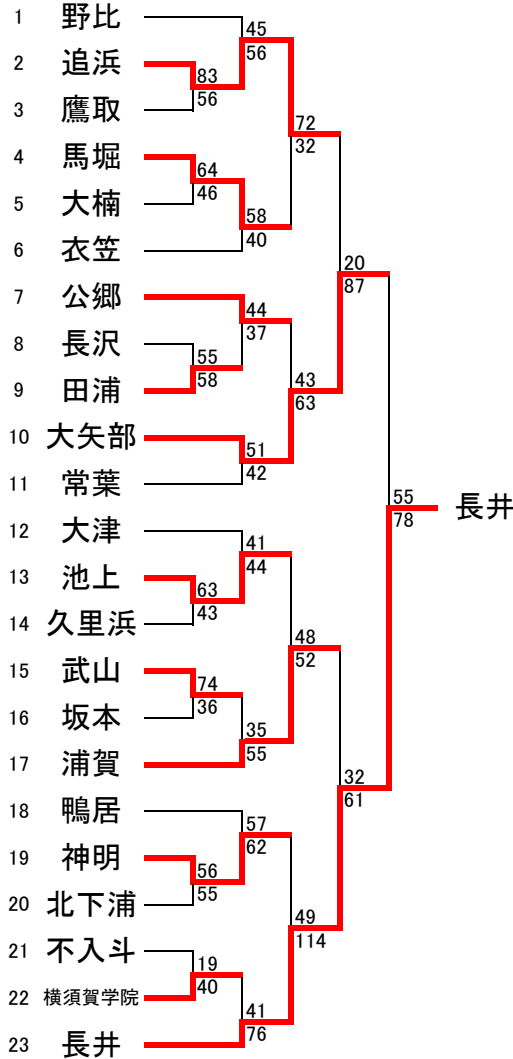 1 野比
45
56
2 追浜
83
56
3 鷹取
72
32
4 馬堀
64
46
5 大楠
58
40
6 衣笠
20
87
7 公郷
44
37
8 長沢
55
58
9 田浦
43
63
10 大矢部
51
42
11 常葉
55
78
長井
12 大津
41
44
13 池上
63
43
14 久里浜
48
52
15 武山
74
36
16 坂本
35
55
17 浦賀
32
61
18 鴨居
57
62
19 神明
56
55
20 北下浦
49
114
21 不入斗
19
40
22 横須賀学院
41
76
23 長井